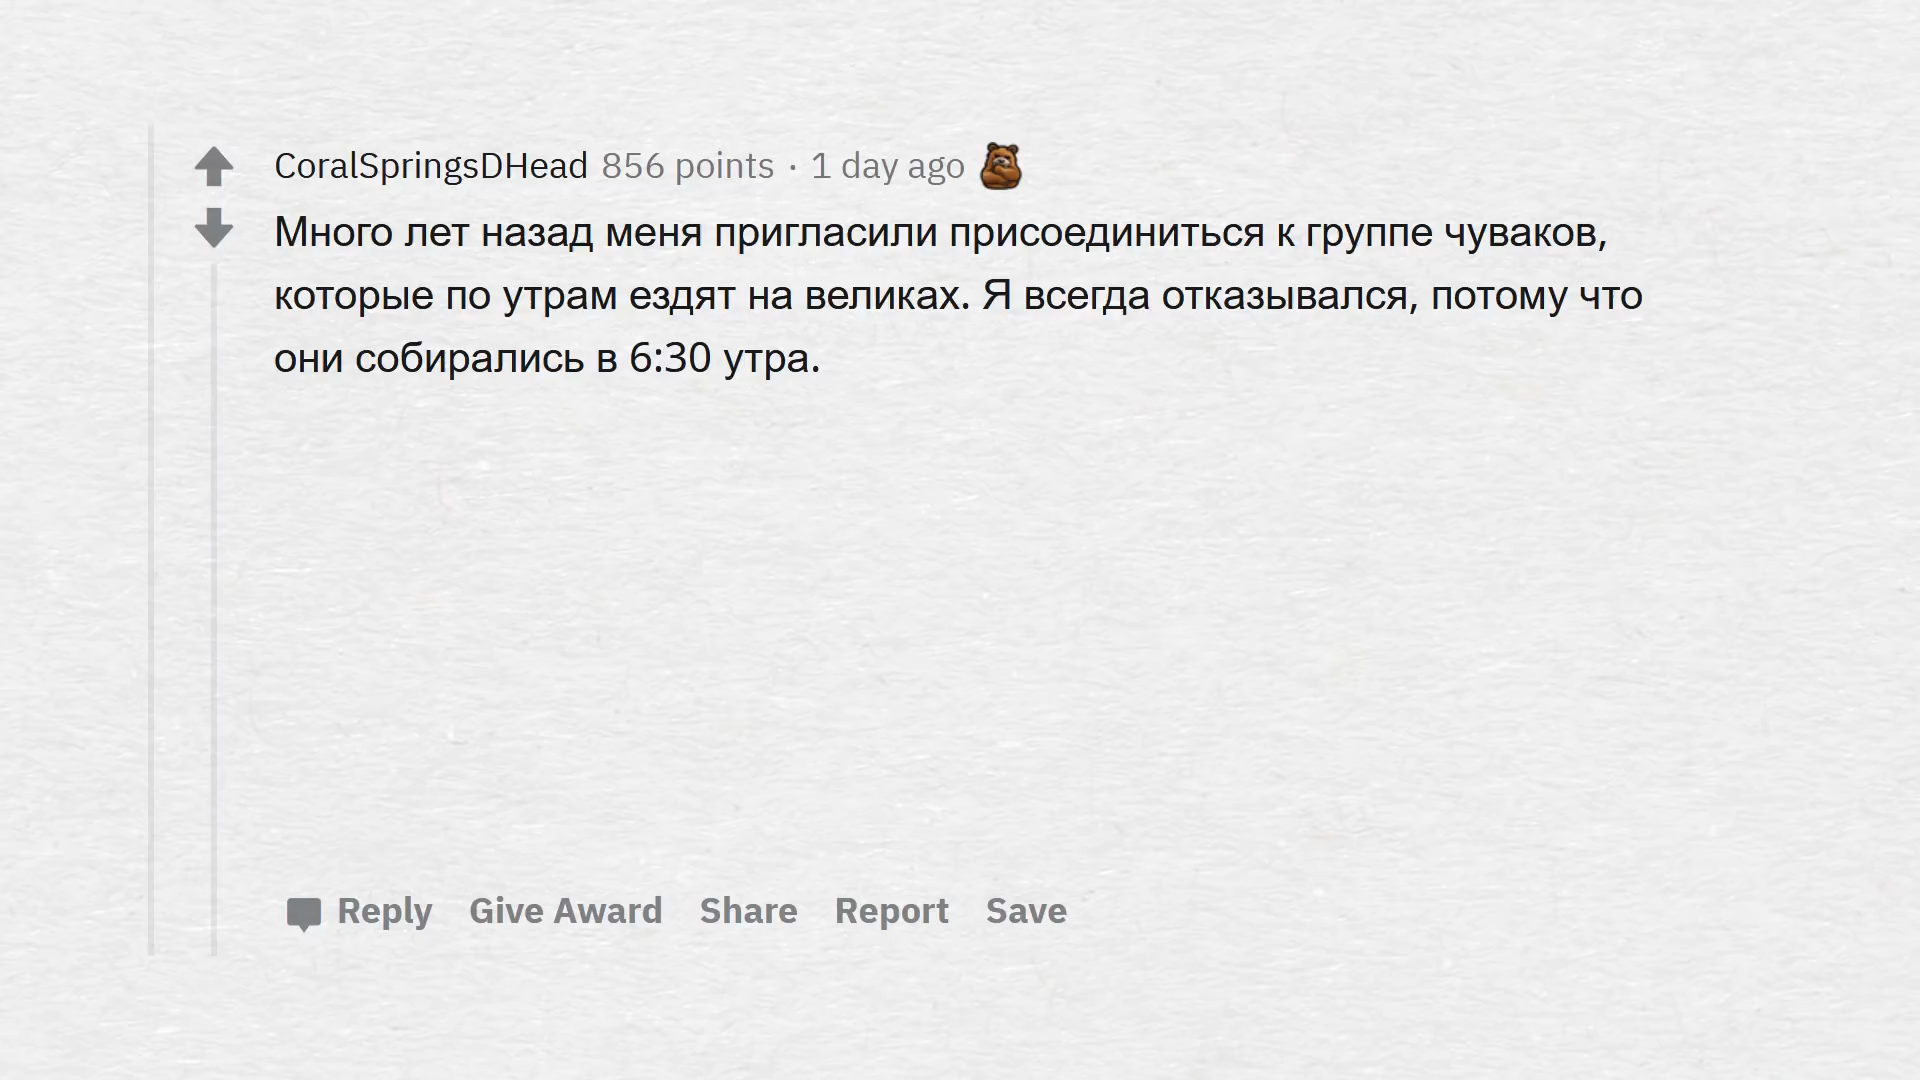 CoralSpringsDHead 856 points · 1 day ago
Много лет назад меня пригласили присоединиться к группе чуваков,
которые по утрам ездят на великах. Я всегда отказывался, потому что
они собирались в 6:30 утра.
Reply Give Award Share Report Save